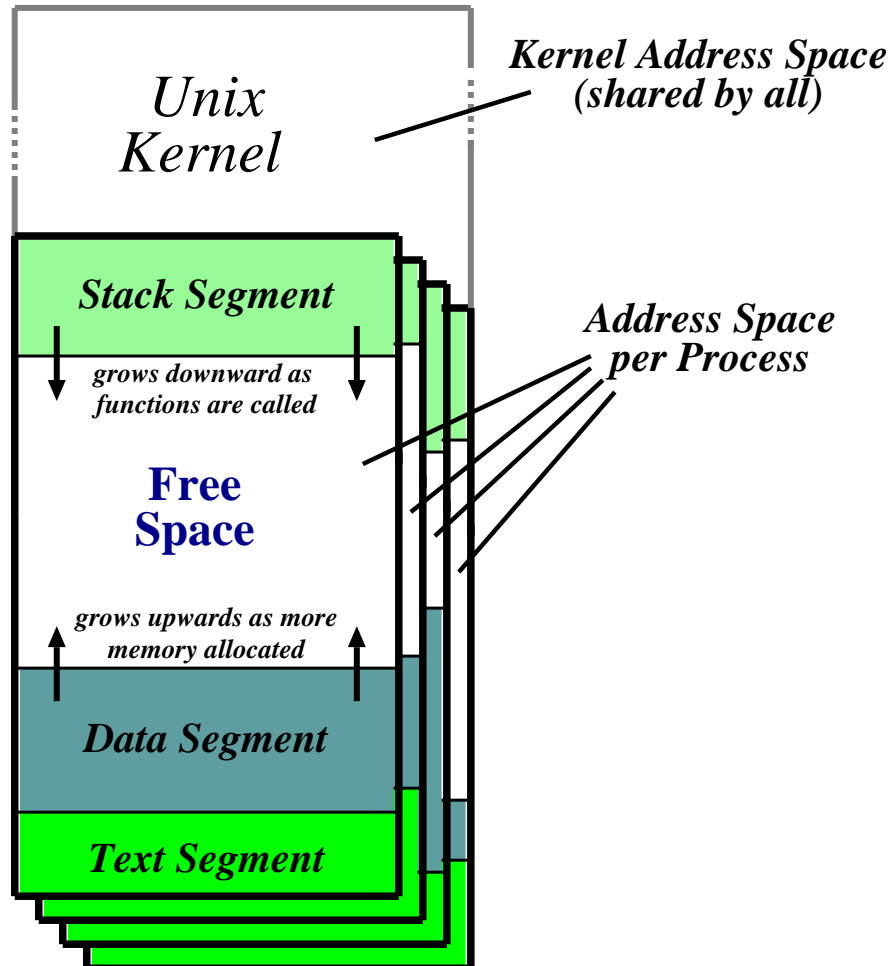 Unix
Kernel
Kernel Address Space
(shared by all)
Stack Segment
grows downward as
functions are called
Address Space
per Process
Free
Space
grows upwards as more
memory allocated
Data Segment
Text Segment